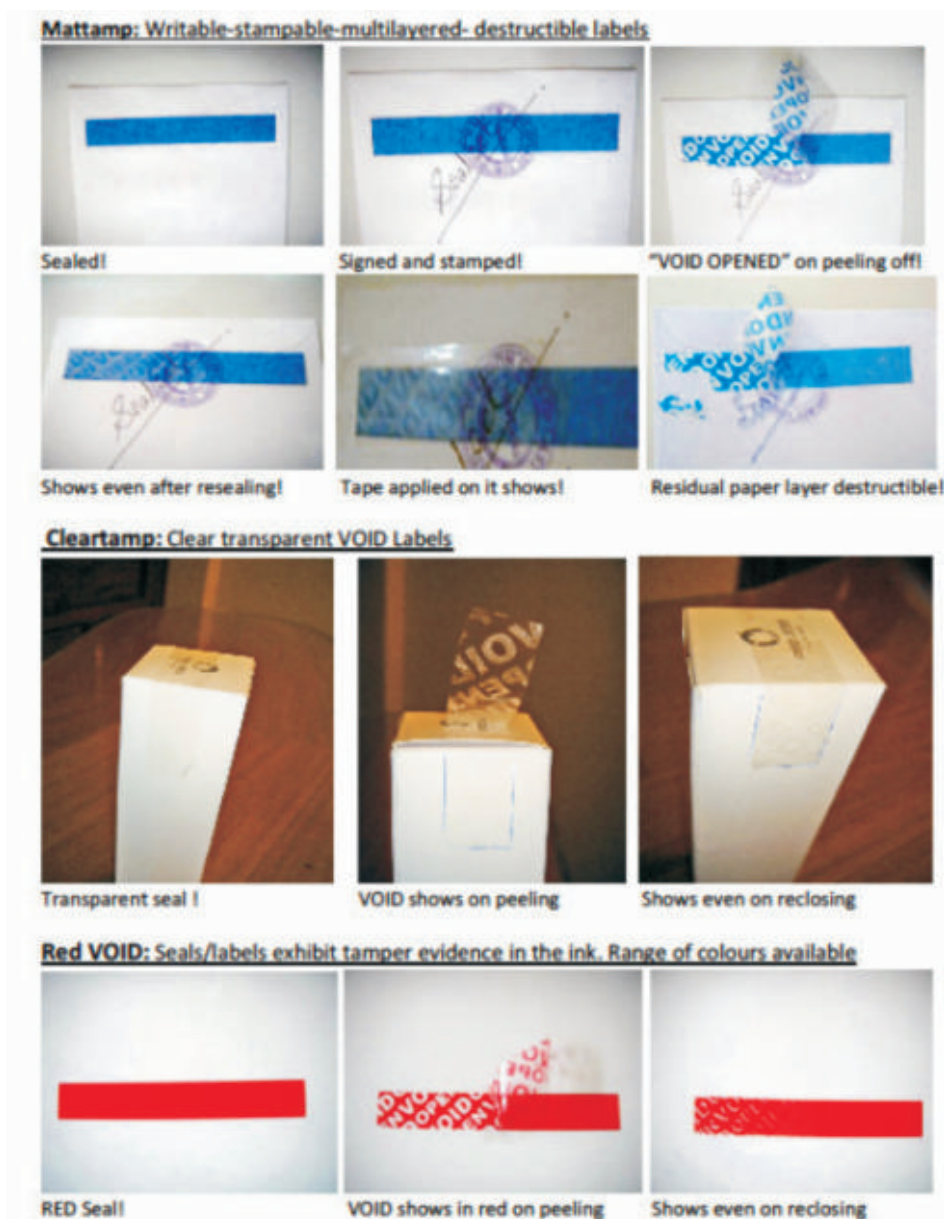 Mattamp: Writable-stampable-multilayered- destructible labels
Sealed!
Signed and stamped!
"VOID OPENED" on peeling off!
Shows even after resealing!
Tape applied on it shows!
Residual paper layer destructible!
Cleartamp: Clear transparent VOID Labels
Transparent seal !
VOID shows on peeling
Shows even on reclosing
Red VOID: Seals/labels exhibit tamper evidence in the ink. Range of colours available
RED Seal!
VOID shows in red on peeling
Shows even on reclosing